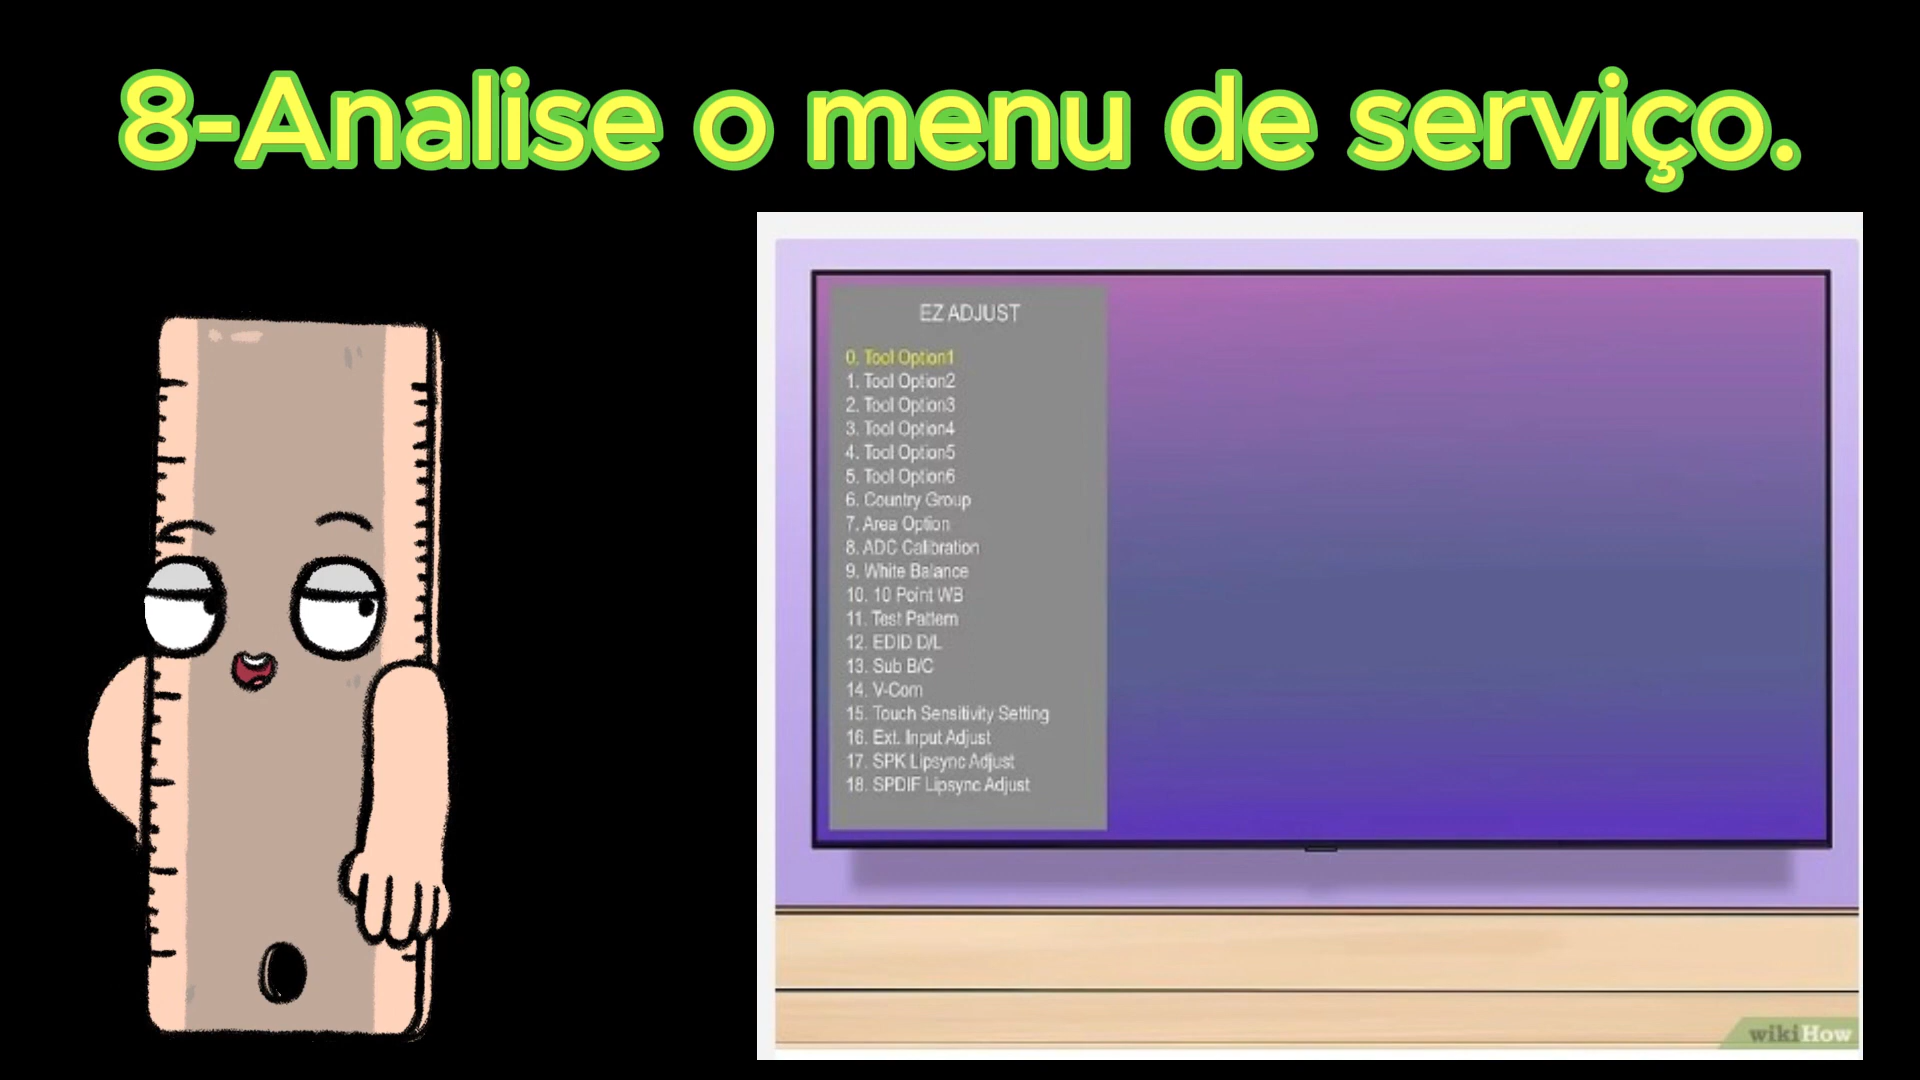 8-Analise o menu de serviço.
EZ ADJUST
0. Tool Option1
1. Tool Option2
2. Tool Option3
3. Tool Option4
4. Tool Option5
5. Tool Option6
6. Country Group
7. Area Option
8. ADC Calibration
9. White Balance
10. 10 Point WB
11. Test Pattern
12. EDID D/L
13. Sub B/C
14. V-Com
15. Touch Sensitivity Setting
16. Ext. Input Adjust
17. SPK Lipsync Adjust
18. SPDIF Lipsync Adjust
wikiHow